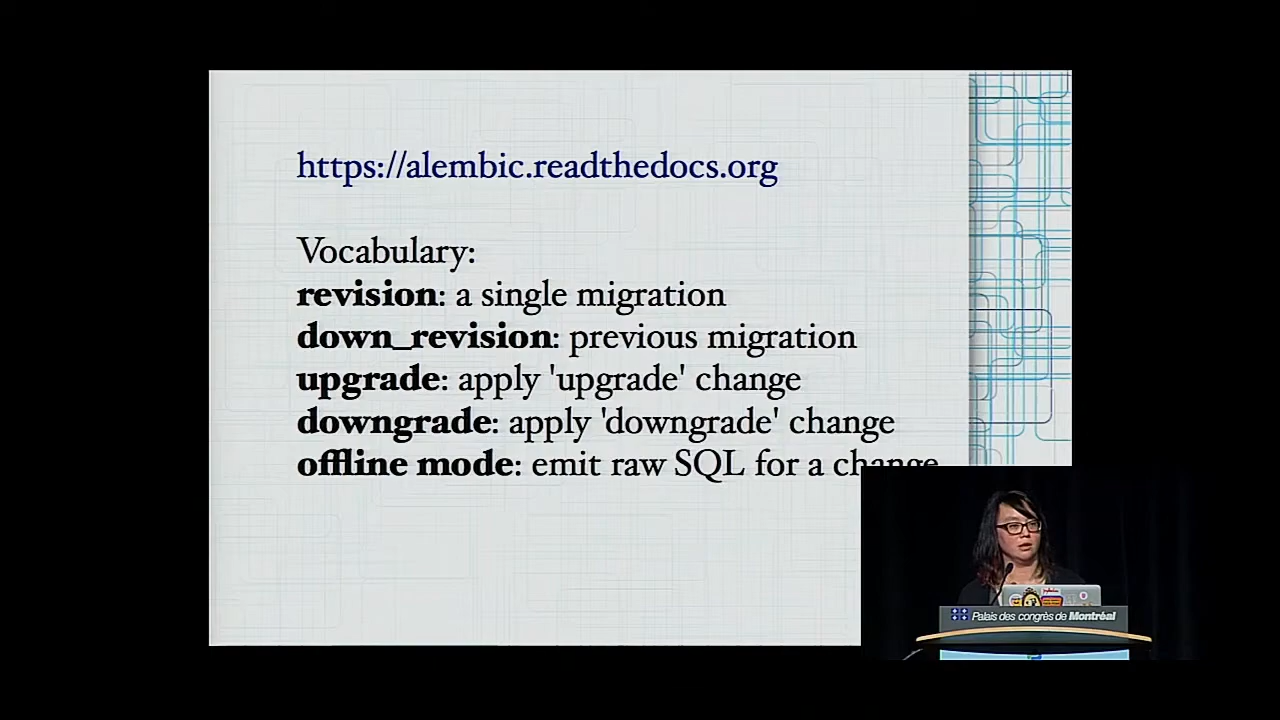 https://alembic.readthedocs.org
Vocabulary:
revision: a single migration
down_revision: previous migration
upgrade: apply 'upgrade' change
downgrade: apply 'downgrade' change
offline mode: emit raw SQL for a change
Palais des congrès de Montréal